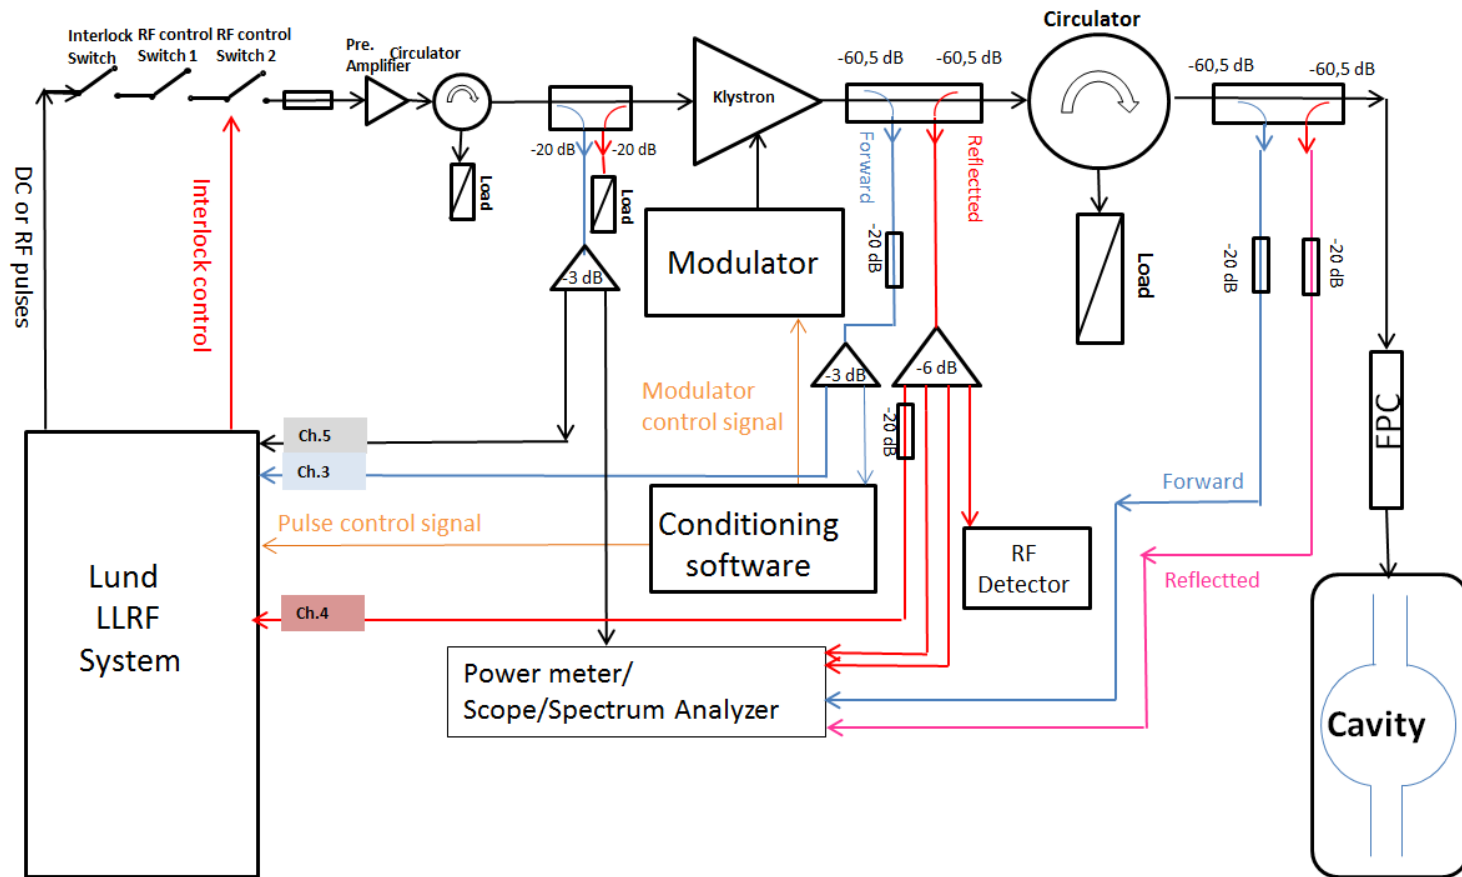 Interlock
Switch
RF control
Switch 1
RF control
Switch 2
Pre.
Amplifier
Circulator
-20 dB
-20 dB
Load
Load
-3 dB
Klystron
Modulator
-60,5 dB
-60,5 dB
Forward
Reflectted
-20 dB
-3 dB
-6 dB
-20 dB
Circulator
Load
-60,5 dB
-60,5 dB
-20 dB
-20 dB
DC or RF pulses
Interlock control
Modulator
control signal
Ch.5
Ch.3
Pulse control signal
Conditioning
software
RF
Detector
Forward
Reflectted
FPC
Lund
LLRF
System
Ch.4
Power meter/
Scope/Spectrum Analyzer
Cavity